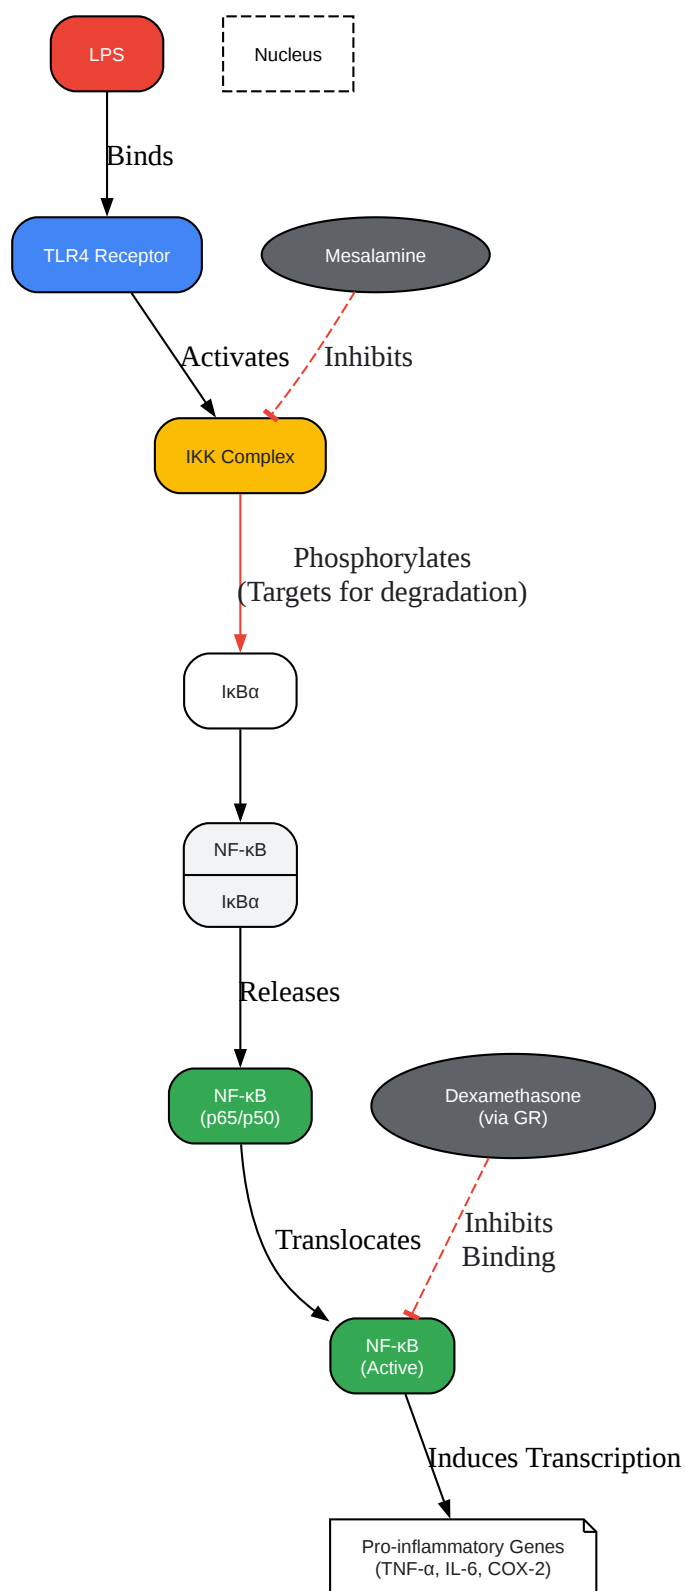 LPS
Nucleus
Binds
TLR4 Receptor
Mesalamine
Activates
Inhibits
IKK Complex
Phosphorylates
(Targets for degradation)
IκBα
NF-κB
IκBα
Releases
NF-κB
(p65/p50)
Dexamethasone
(via GR)
Translocates
Inhibits
Binding
NF-κB
(Active)
Induces Transcription
Pro-inflammatory Genes
(TNF-α, IL-6, COX-2)